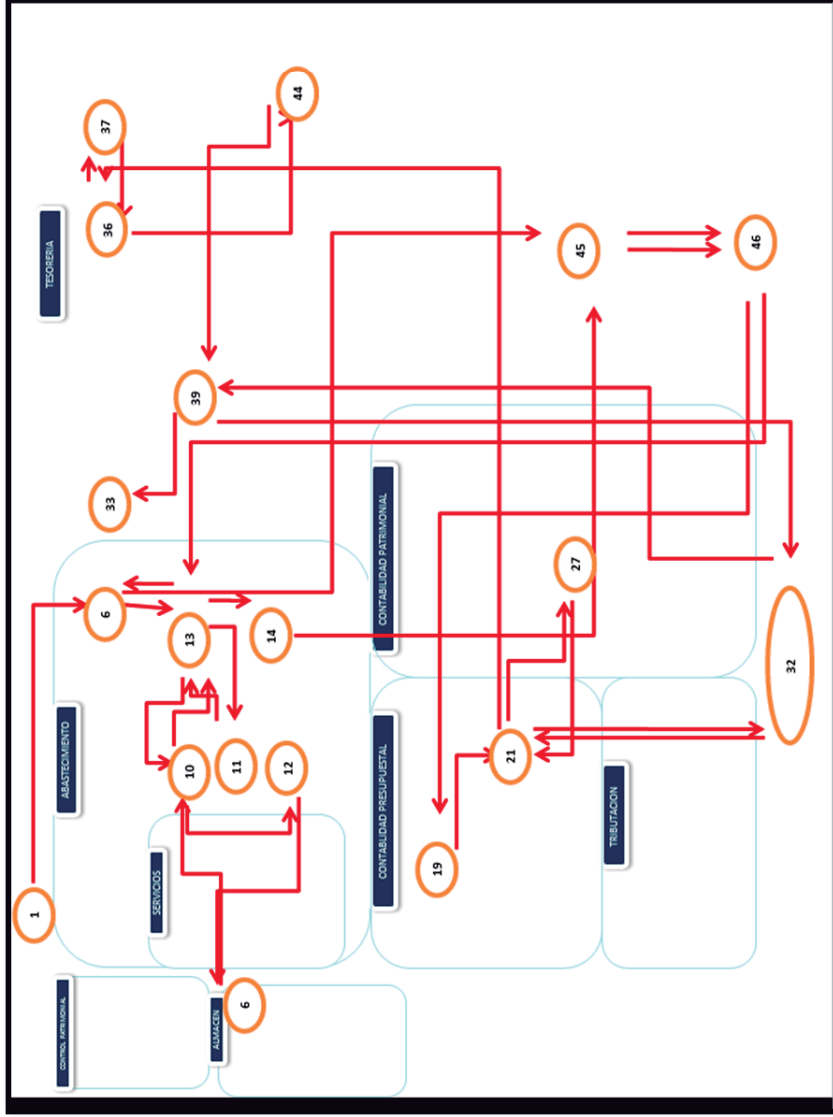 1
CONTROL PATRIMONIAL
ABASTECIMIENTO
TESORERIA
6
33
36
37
SERVICIOS
10
13
39
ALMACEN
6
11
14
12
44
CONTABLIDAD PRESUPUESTAL
CONTABILIDAD PATRIMONIAL
19
21
27
45
TRIBUTACION
46
32